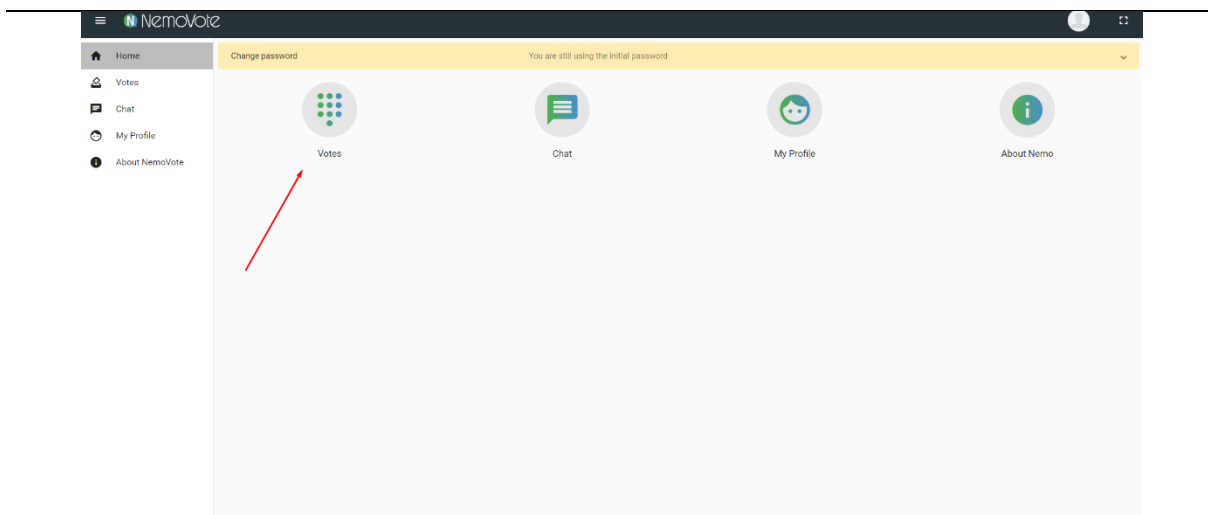 NemoVote
Home
Votes
Chat
My Profile
About NemoVote
Change password
You are still using the initial password
Votes
Chat
My Profile
About Nemo